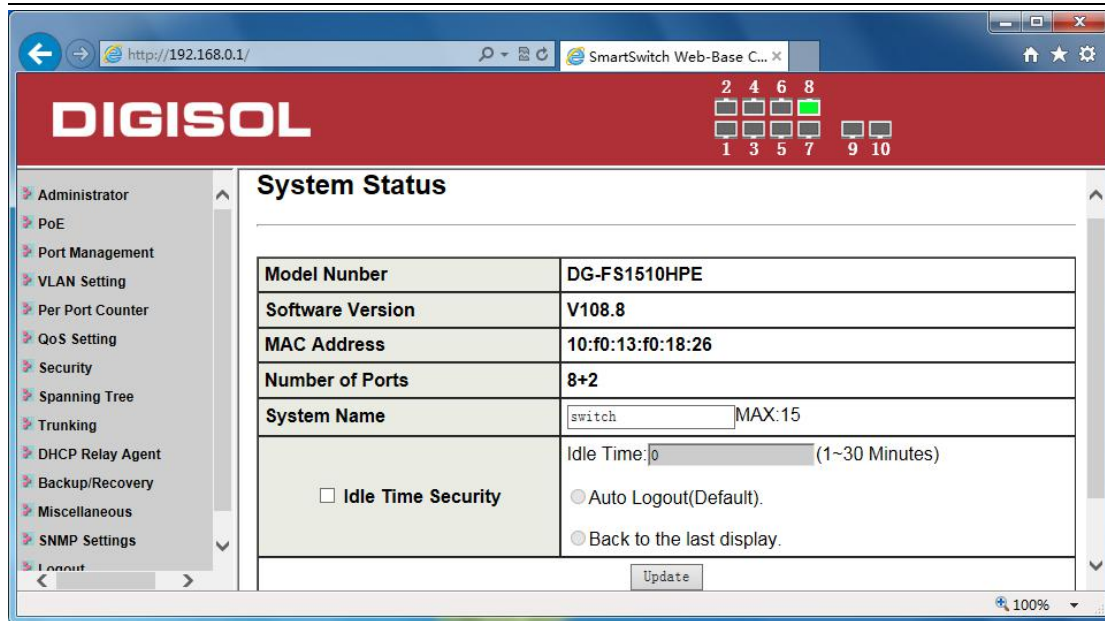 http://192.168.0.1/
SmartSwitch Web-Base C...
DIGISOL
2 4 6 8
1 3 5 7 9 10
Administrator
PoE
Port Management
VLAN Setting
Per Port Counter
QoS Setting
Security
Spanning Tree
Trunking
DHCP Relay Agent
Backup/Recovery
Miscellaneous
SNMP Settings
Logout
System Status
Model Nunber DG-FS1510HPE
Software Version V108.8
MAC Address 10:f0:13:f0:18:26
Number of Ports 8+2
System Name switch MAX:15
Idle Time Security
Idle Time:0 (1~30 Minutes)
Auto Logout(Default).
Back to the last display.
Update
100%